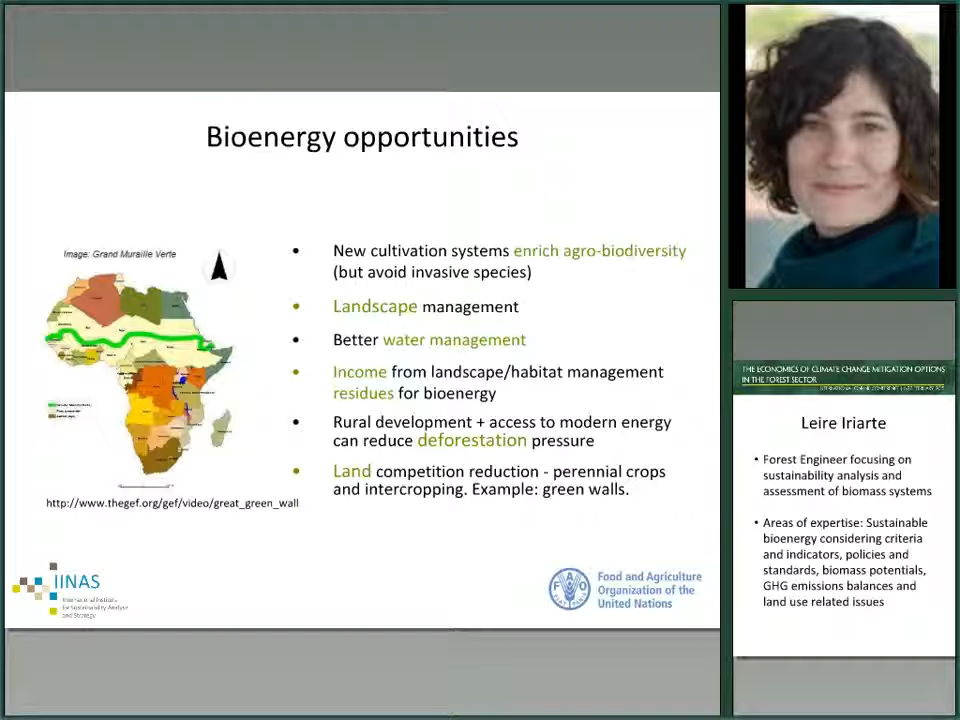 Bioenergy opportunities
Image: Grand Muraille Verte
• New cultivation systems enrich agro-biodiversity
(but avoid invasive species)
• Landscape management
• Better water management
• Income from landscape/habitat management
residues for bioenergy
• Rural development + access to modern energy
can reduce deforestation pressure
• Land competition reduction - perennial crops
and intercropping. Example: green walls.
http://www.thegef.org/gef/video/great_green_wall
IINAS
International Institute
for Sustainability Analysis
and Strategy
FAO
FIAT PANIS
Food and Agriculture
Organization of the
United Nations
THE ECONOMICS OF CLIMATE CHANGE MITIGATION OPTIONS
IN THE FOREST SECTOR
Leire Iriarte
• Forest Engineer focusing on
sustainability analysis and
assessment of biomass systems
• Areas of expertise: Sustainable
bioenergy considering criteria
and indicators, policies and
standards, biomass potentials,
GHG emissions balances and
land use related issues